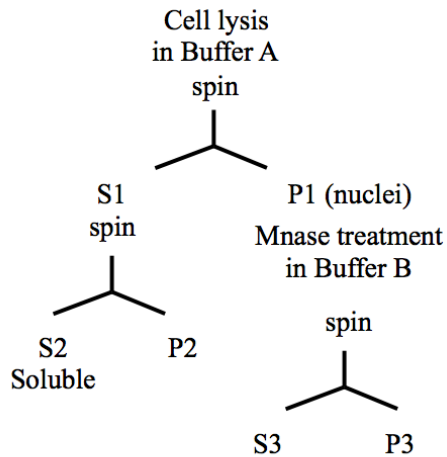 Cell lysis
in Buffer A
spin
S1
spin
P1 (nuclei)
Mnase treatment
in Buffer B
spin
S2
Soluble
P2
S3
P3